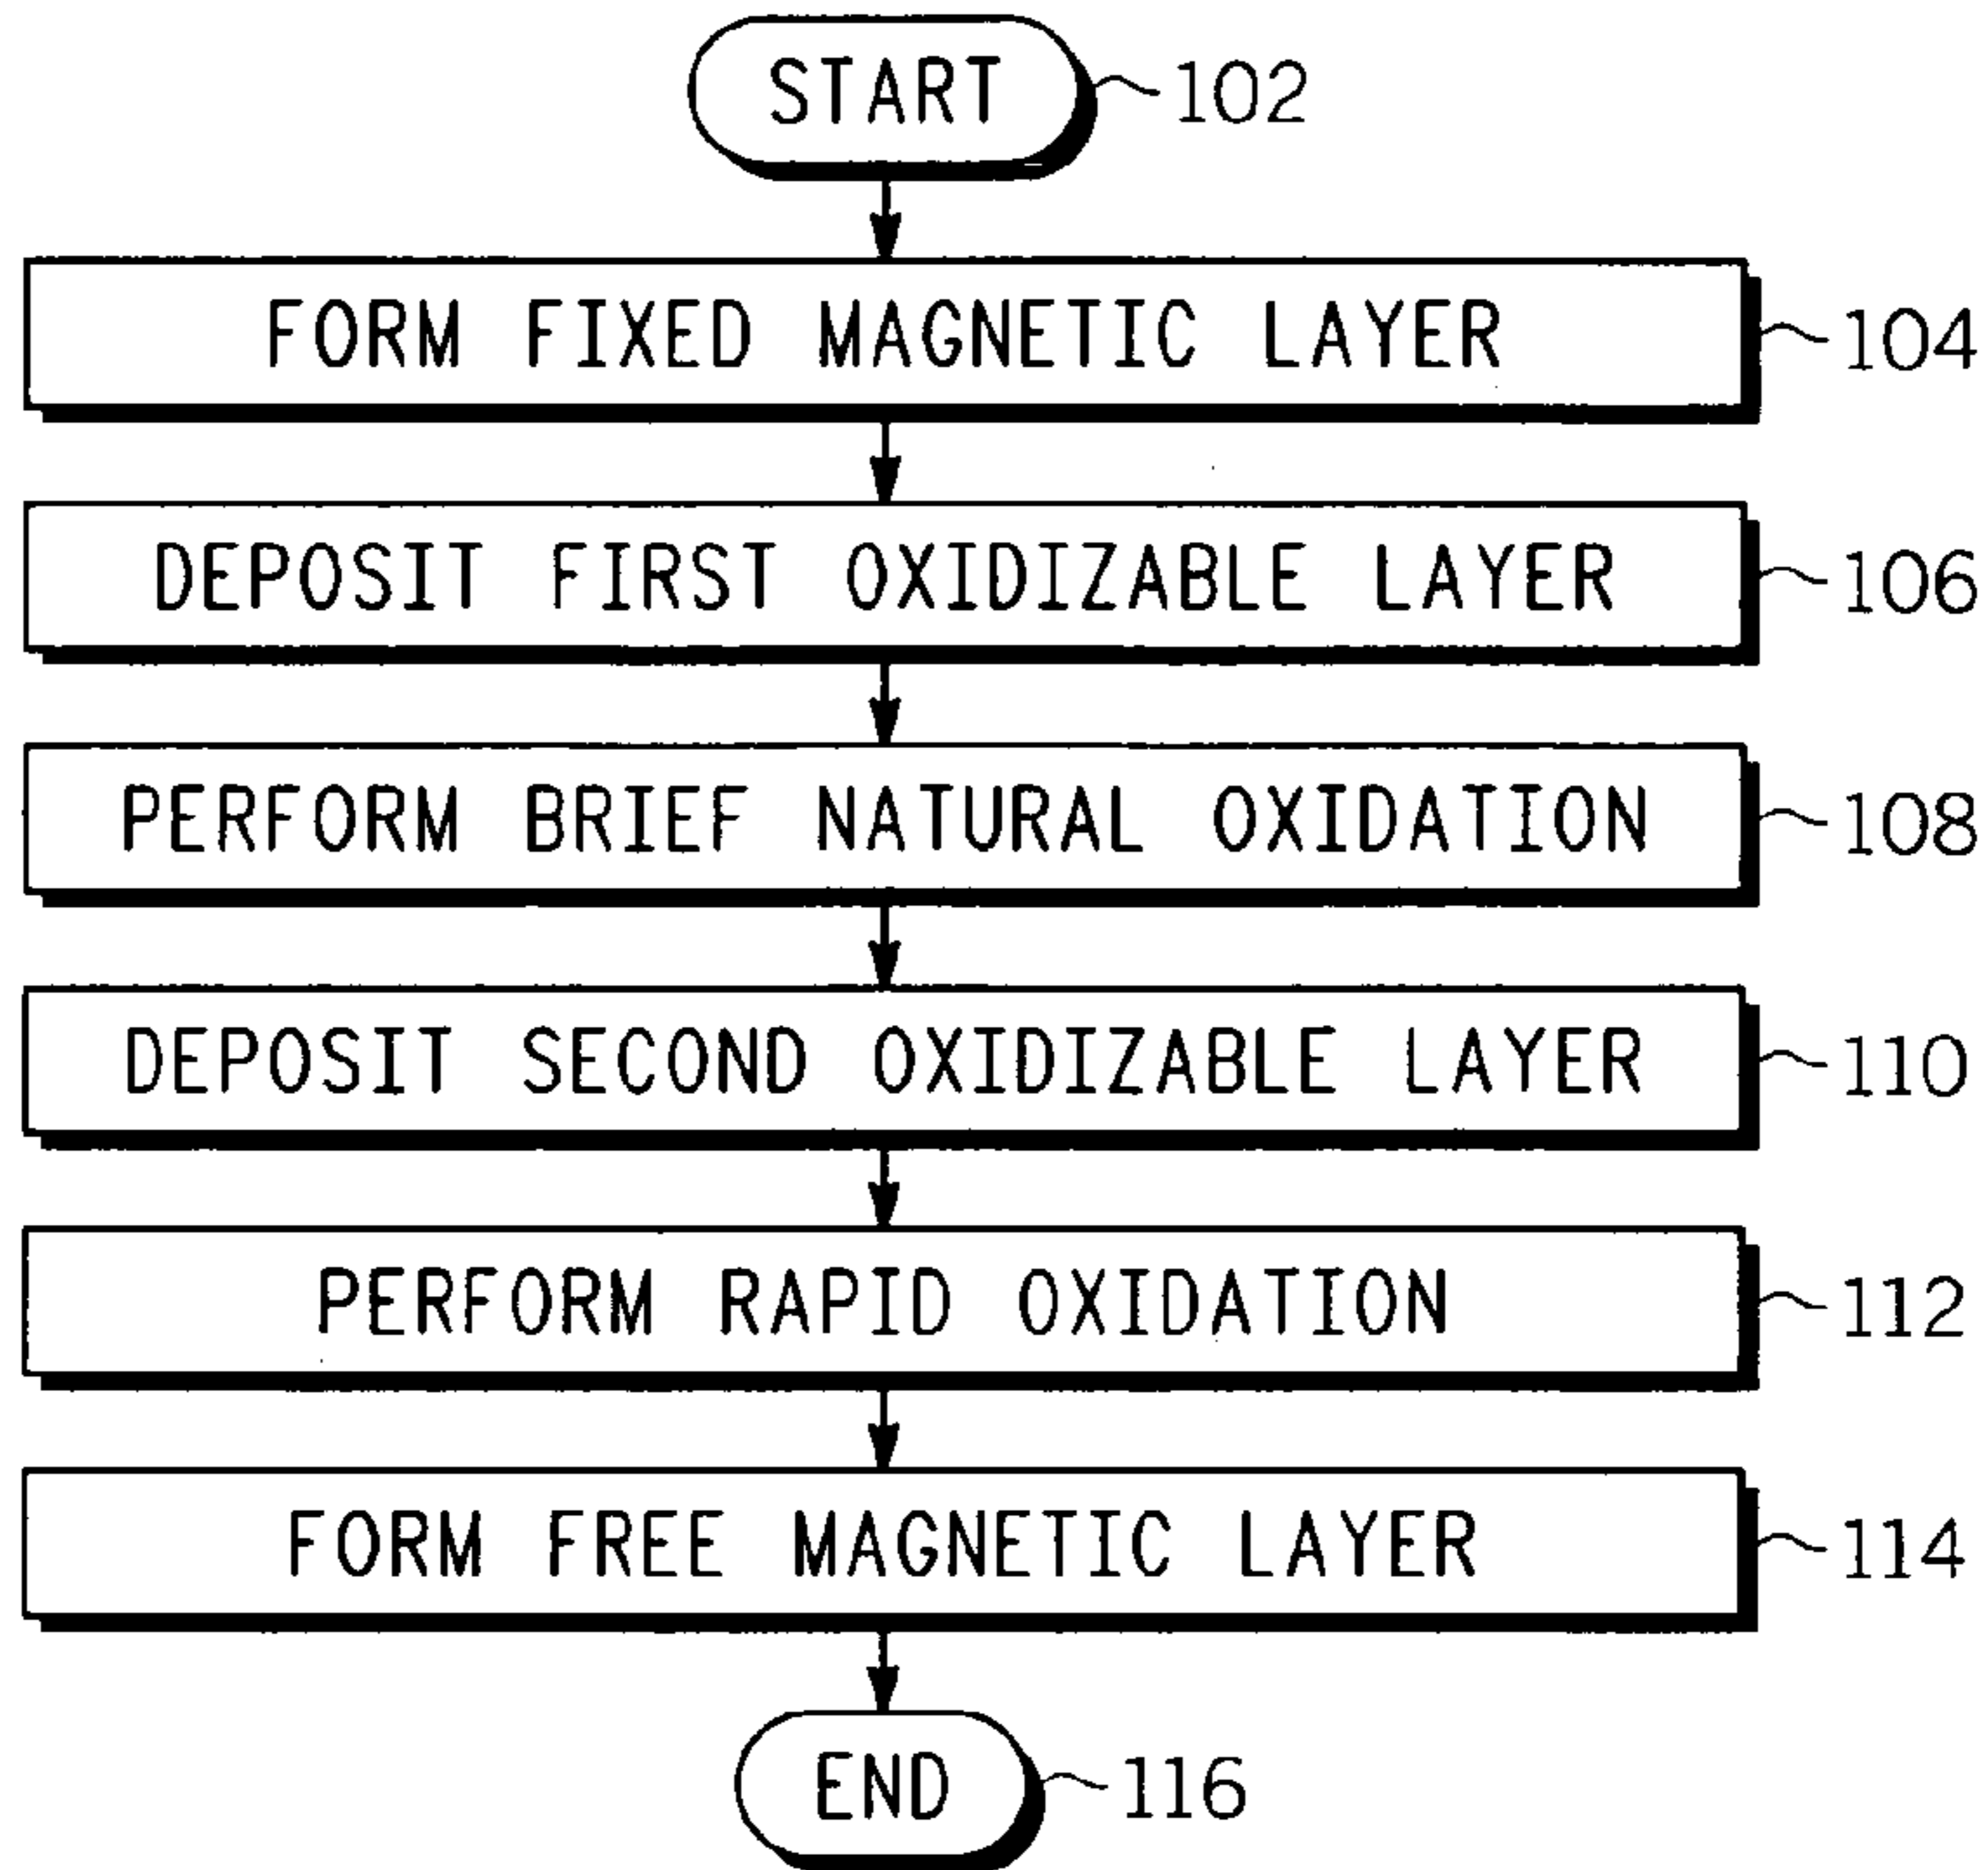 START 102
FORM FIXED MAGNETIC LAYER 104
DEPOSIT FIRST OXIDIZABLE LAYER 106
PERFORM BRIEF NATURAL OXIDATION 108
DEPOSIT SECOND OXIDIZABLE LAYER 110
PERFORM RAPID OXIDATION 112
FORM FREE MAGNETIC LAYER 114
END 116